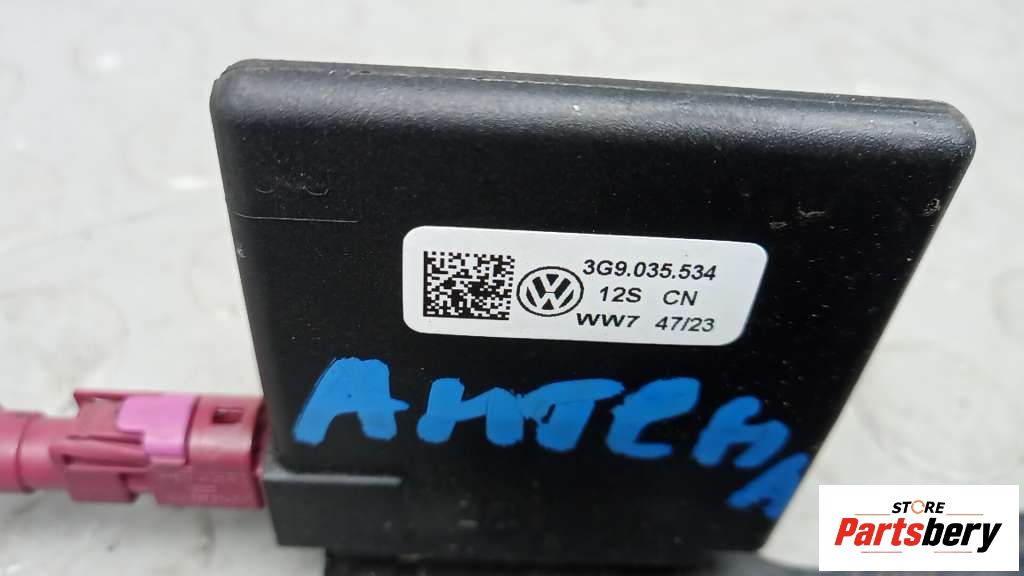 3G9.035.534
12S CN
WW7 47/23
АНТЕНА
STORE
Partsbery